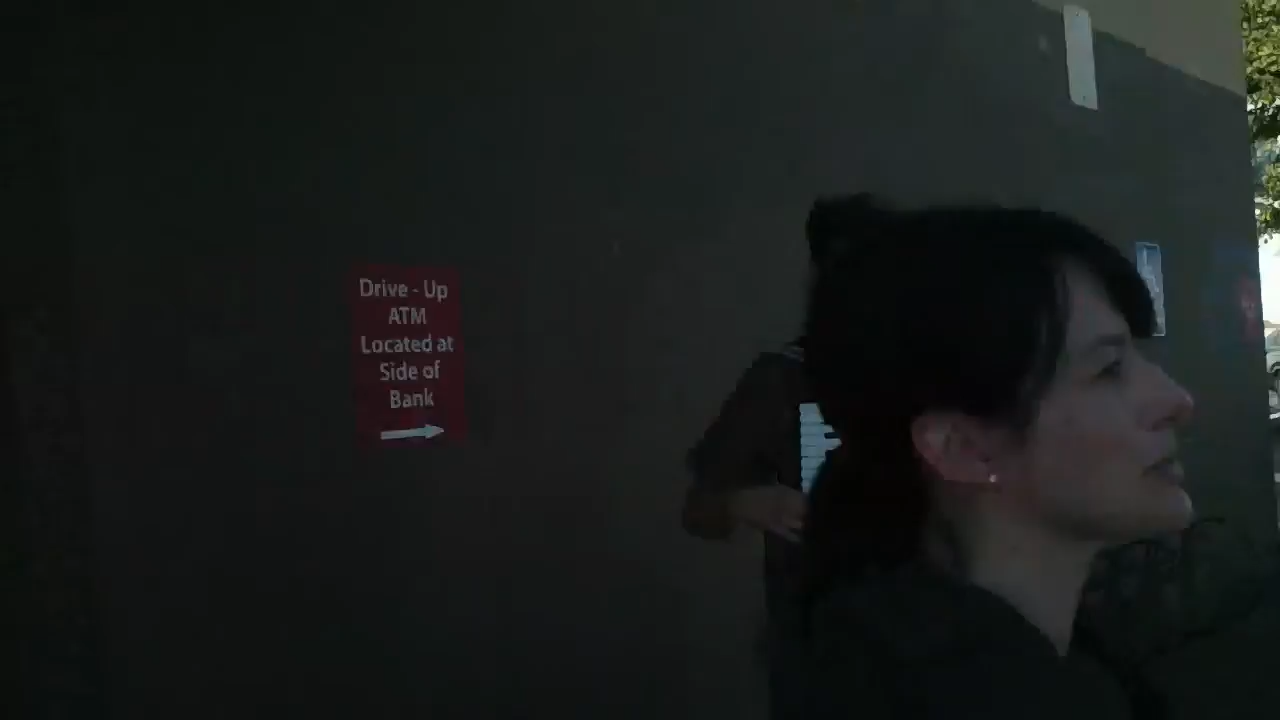 Drive - Up
ATM
Located at
Side of
Bank